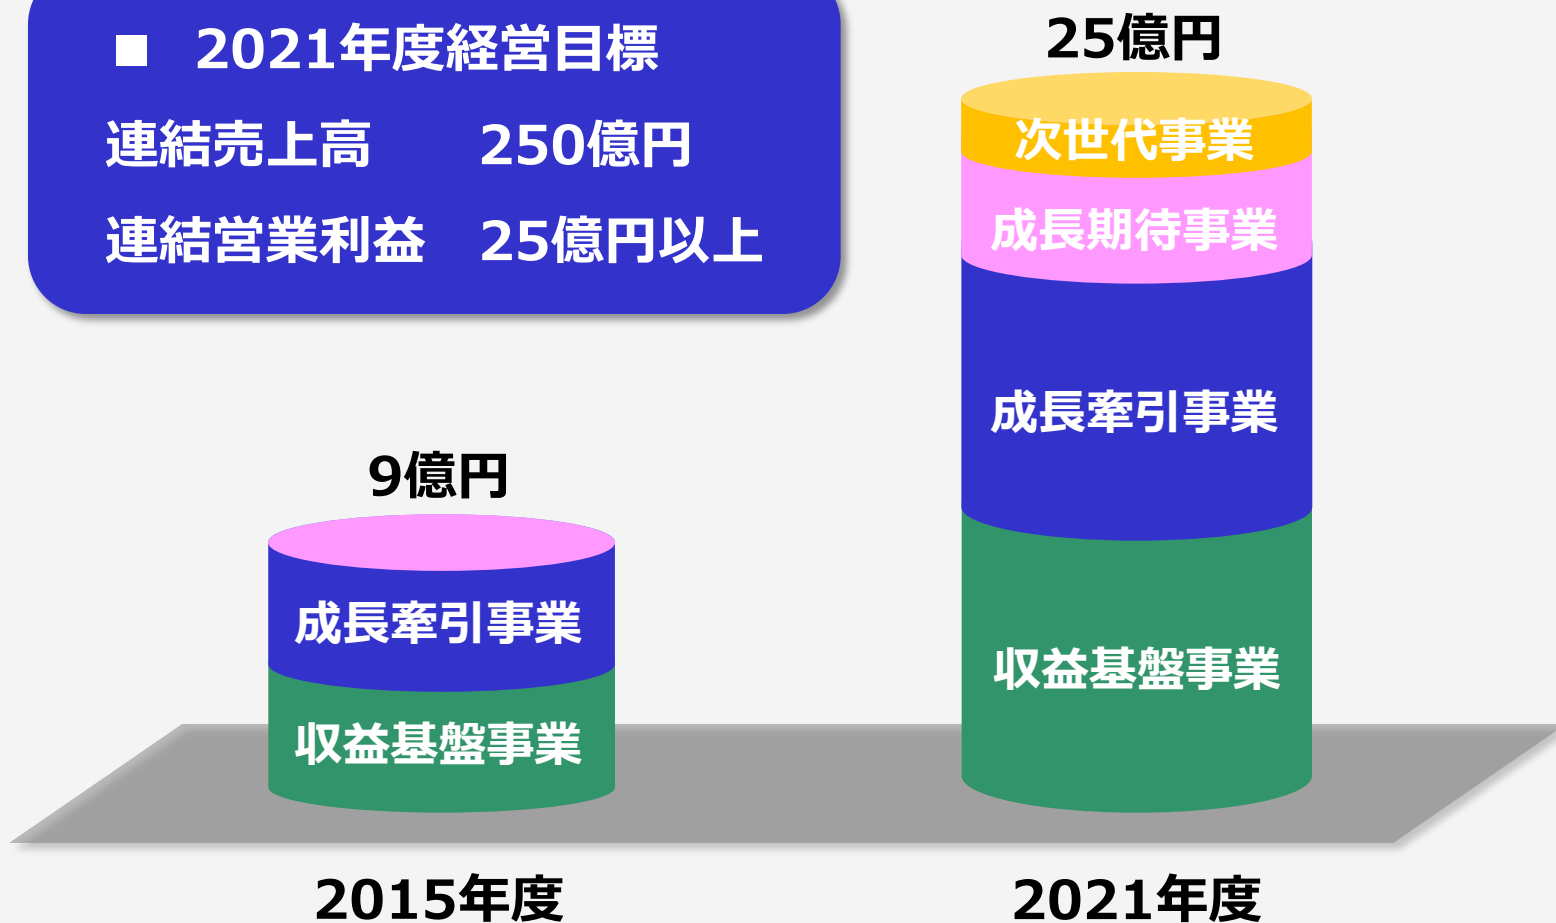 ■ 2021年度経営目標
連結売上高 250億円
連結営業利益 25億円以上
25億円
次世代事業
成長期待事業
成長牽引事業
収益基盤事業
9億円
成長牽引事業
収益基盤事業
2015年度
2021年度